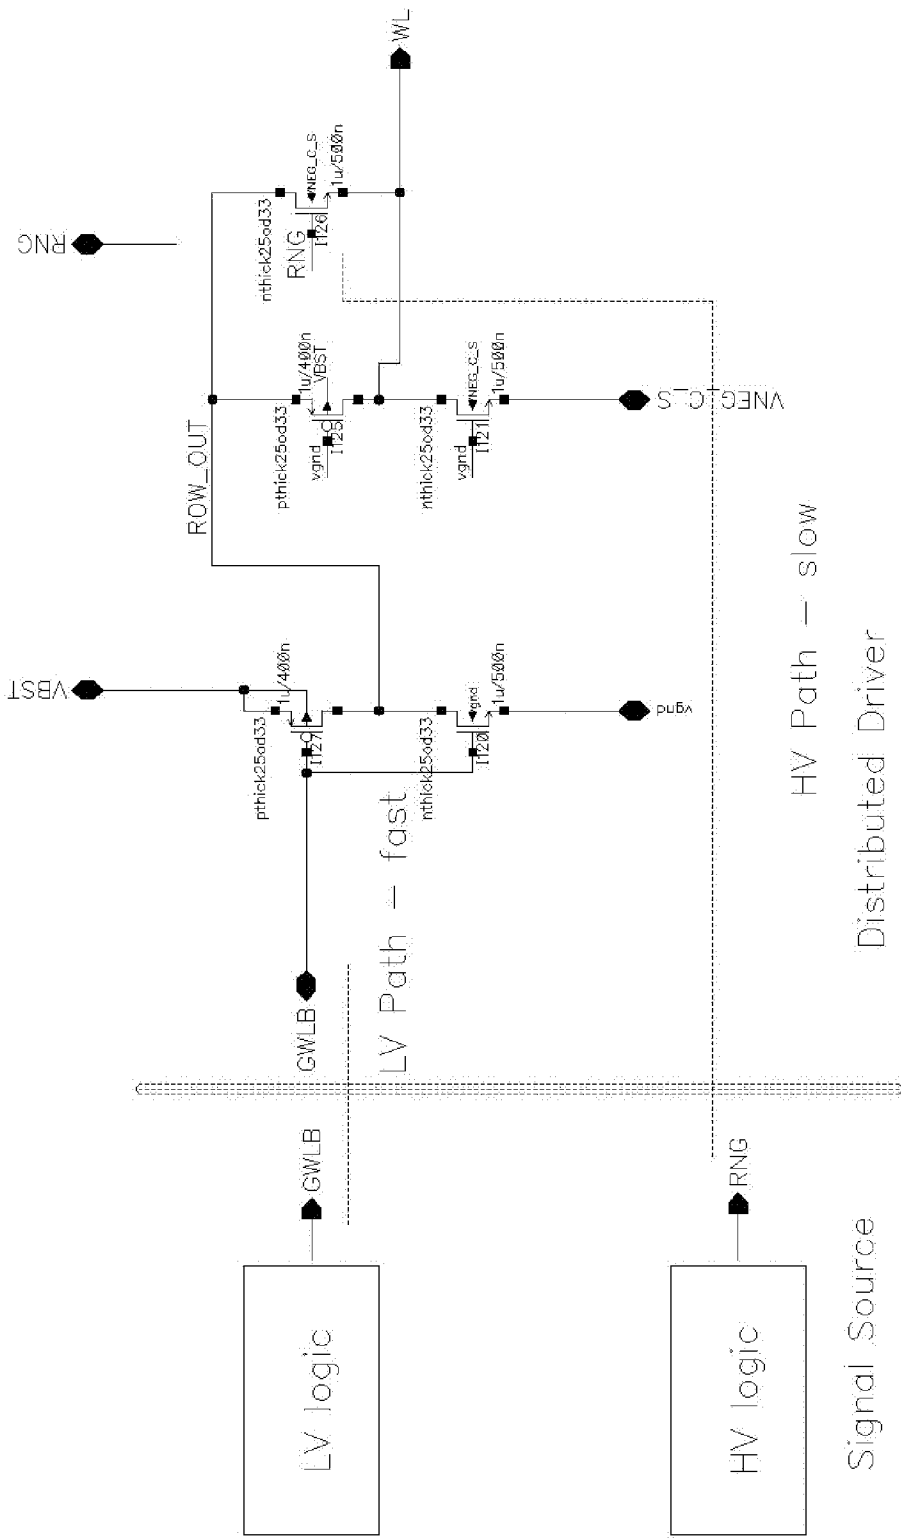 WL
RNG
nthick25od33
VNEG_C_S
1u/500n
I126
RNG
pthick25od33
1u/400n
VBST
I125
vgnd
nthick25od33
VNEG_C_S
1u/500n
I121
vgnd
VNEG_C_S
ROW_OUT
VBST
pthick25od33
1u/400n
I127
nthick25od33
vgnd
1u/500n
I120
vgnd
GWLB
LV Path – fast
HV Path – slow
Distributed Driver
GWLB
RNG
LV logic
HV logic
Signal Source